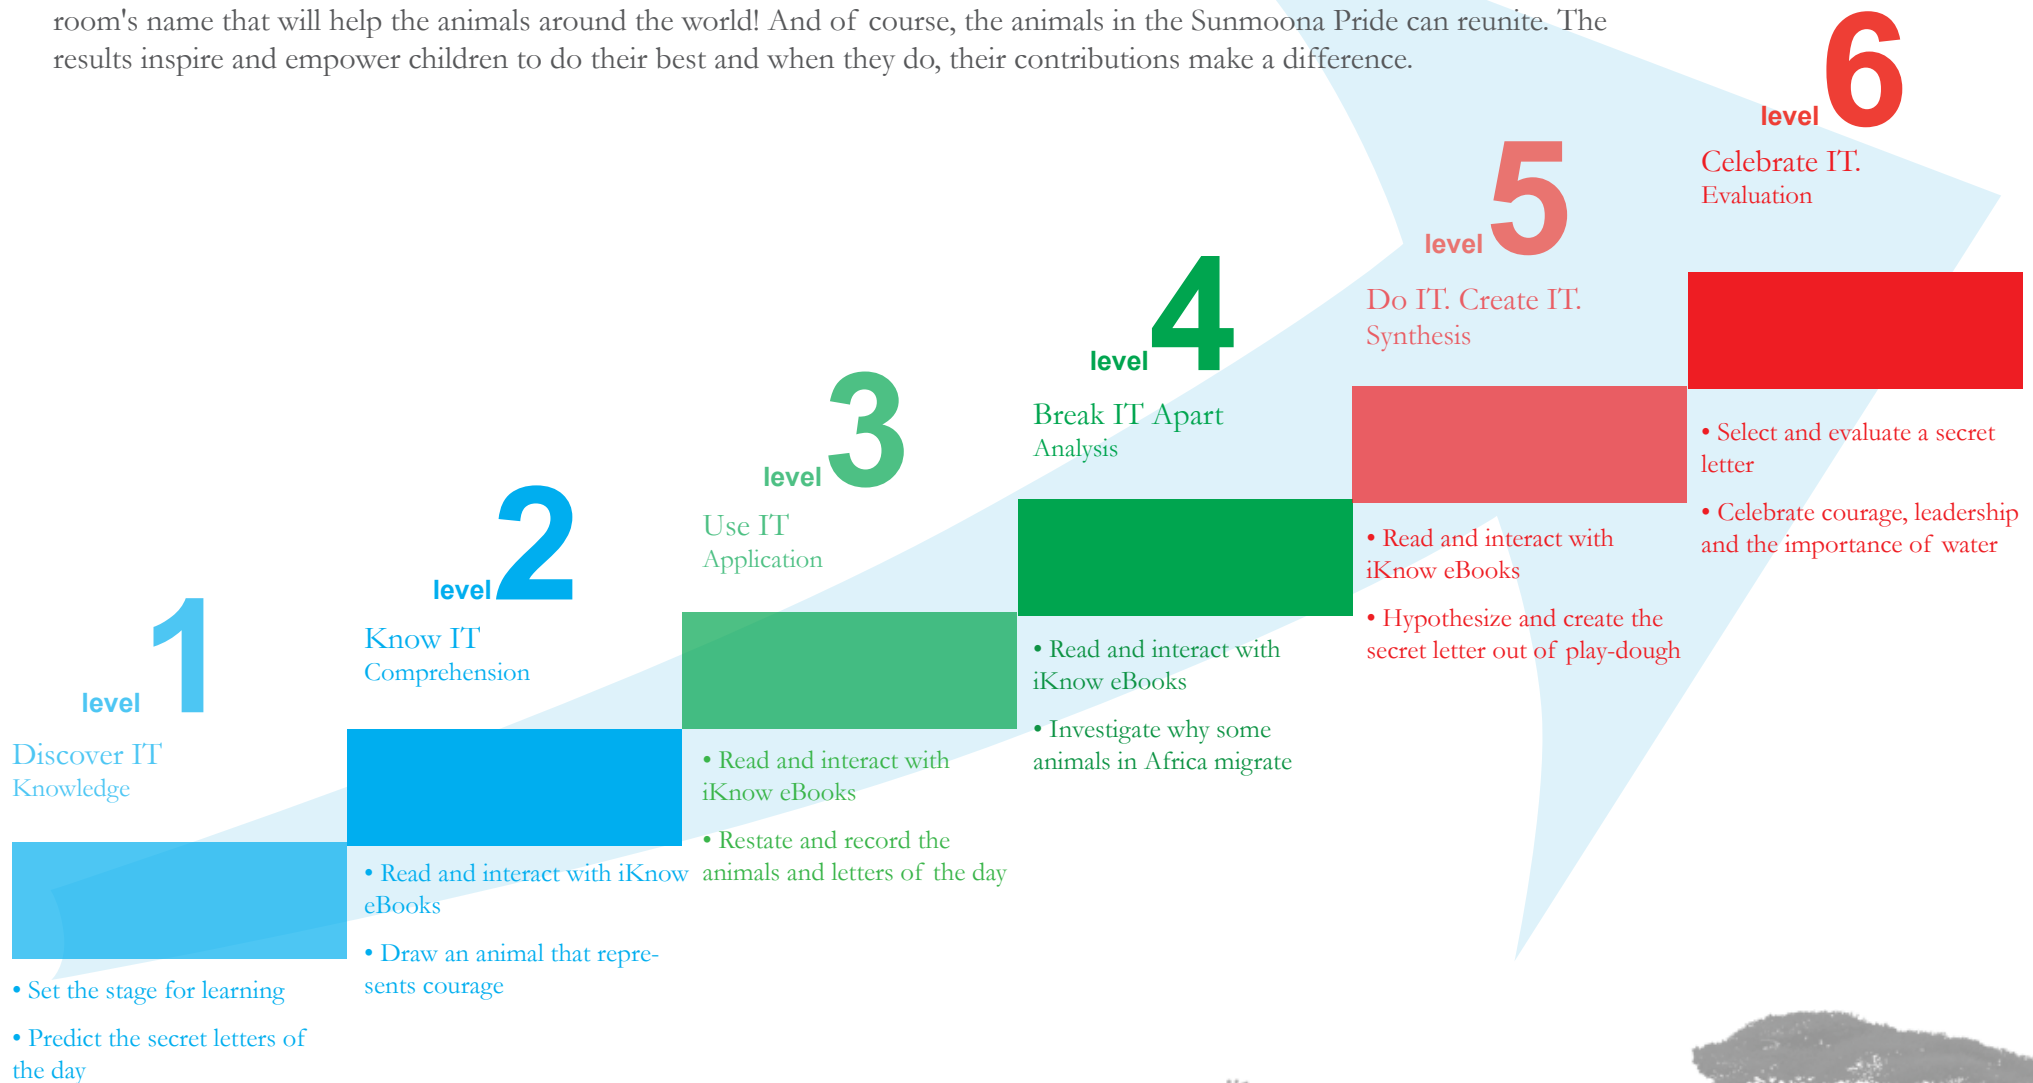 room's name that will help the animals around the world! And of course, the animals in the Sunmoona Pride can reunite. The
results inspire and empower children to do their best and when they do, their contributions make a difference.
level 1
Discover IT
Knowledge
• Set the stage for learning
• Predict the secret letters of
the day
level 2
Know IT
Comprehension
• Read and interact with iKnow
eBooks
• Draw an animal that repre-
sents courage
level 3
Use IT
Application
• Read and interact with
iKnow eBooks
• Restate and record the
animals and letters of the day
level 4
Break IT Apart
Analysis
• Read and interact with
iKnow eBooks
• Investigate why some
animals in Africa migrate
level 5
Do IT. Create IT.
Synthesis
• Read and interact with
iKnow eBooks
• Hypothesize and create the
secret letter out of play-dough
level 6
Celebrate IT.
Evaluation
• Select and evaluate a secret
letter
• Celebrate courage, leadership
and the importance of water